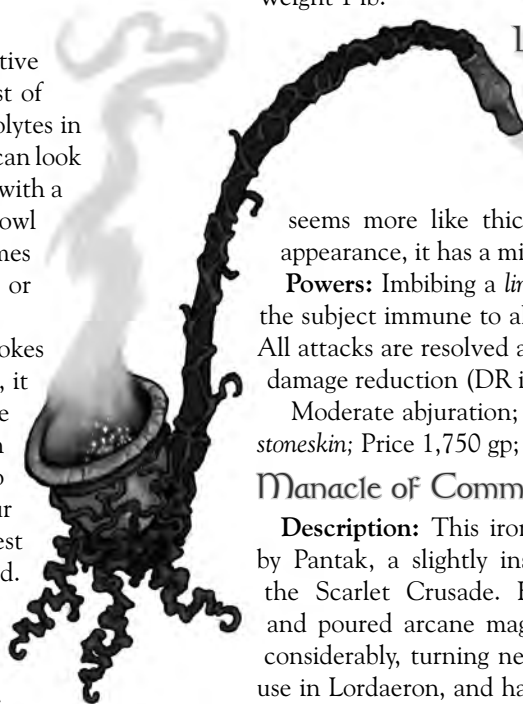 tive
st of
olytes in
can look
with a
owl
nes
or
okes
, it
e
n
o
ur
est
d.
.
weight 1 lb.
L
seems more like thic
appearance, it has a mi
Powers: Imbibing a lin
the subject immune to al
All attacks are resolved a
damage reduction (DR i
Moderate abjuration;
stoneskin; Price 1,750 gp;
Manacle of Comm
Description: This iron
by Pantak, a slightly ins
the Scarlet Crusade.
and poured arcane mag
considerably, turning ne
use in Lordaeron, and ha